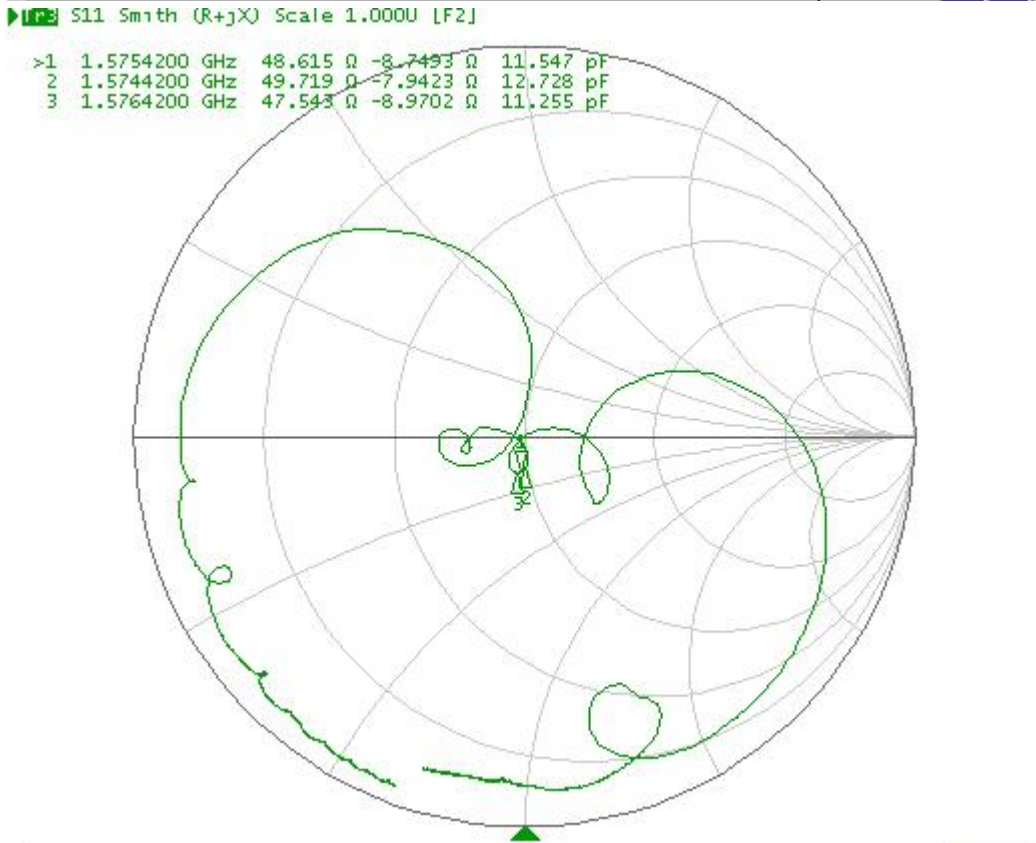 Tr3 S11 Smith (R+jX) Scale 1.000U [F2]
>1 1.5754200 GHz 48.615 Ω -8.7493 Ω 11.547 pF
2 1.5744200 GHz 49.719 Ω -7.9423 Ω 12.728 pF
3 1.5764200 GHz 47.543 Ω -8.9702 Ω 11.255 pF
3 2